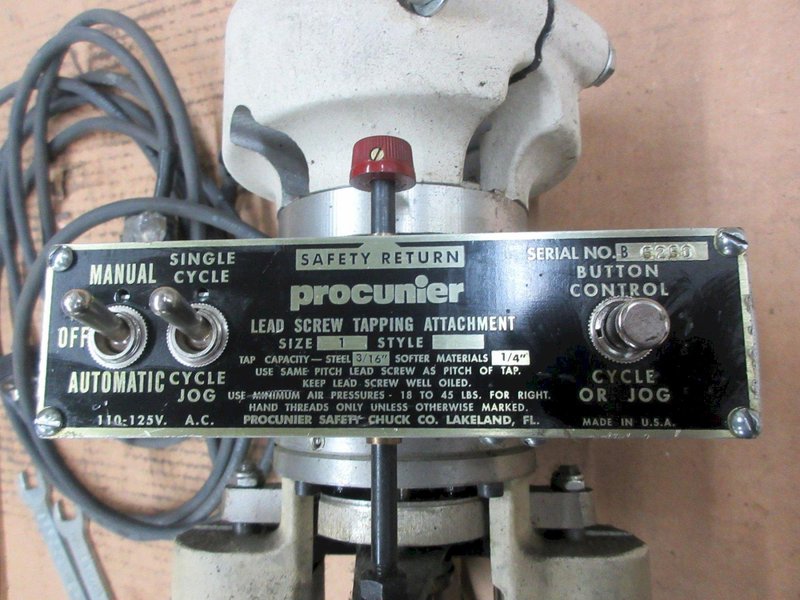 SAFETY RETURN
SERIAL NO. B 6260
MANUAL
SINGLE
CYCLE
procunier
BUTTON
CONTROL
OFF
LEAD SCREW TAPPING ATTACHMENT
SIZE 1 STYLE
TAP CAPACITY—STEEL 3/16" SOFTER MATERIALS 1/4"
USE SAME PITCH LEAD SCREW AS PITCH OF TAP.
KEEP LEAD SCREW WELL OILED.
USE MINIMUM AIR PRESSURES - 18 TO 45 LBS. FOR RIGHT
HAND THREADS ONLY UNLESS OTHERWISE MARKED.
AUTOMATIC
CYCLE
JOG
CYCLE
OR JOG
110-125V. A.C.
PROCUNIER SAFETY CHUCK CO. LAKELAND, FL.
MADE IN U.S.A.